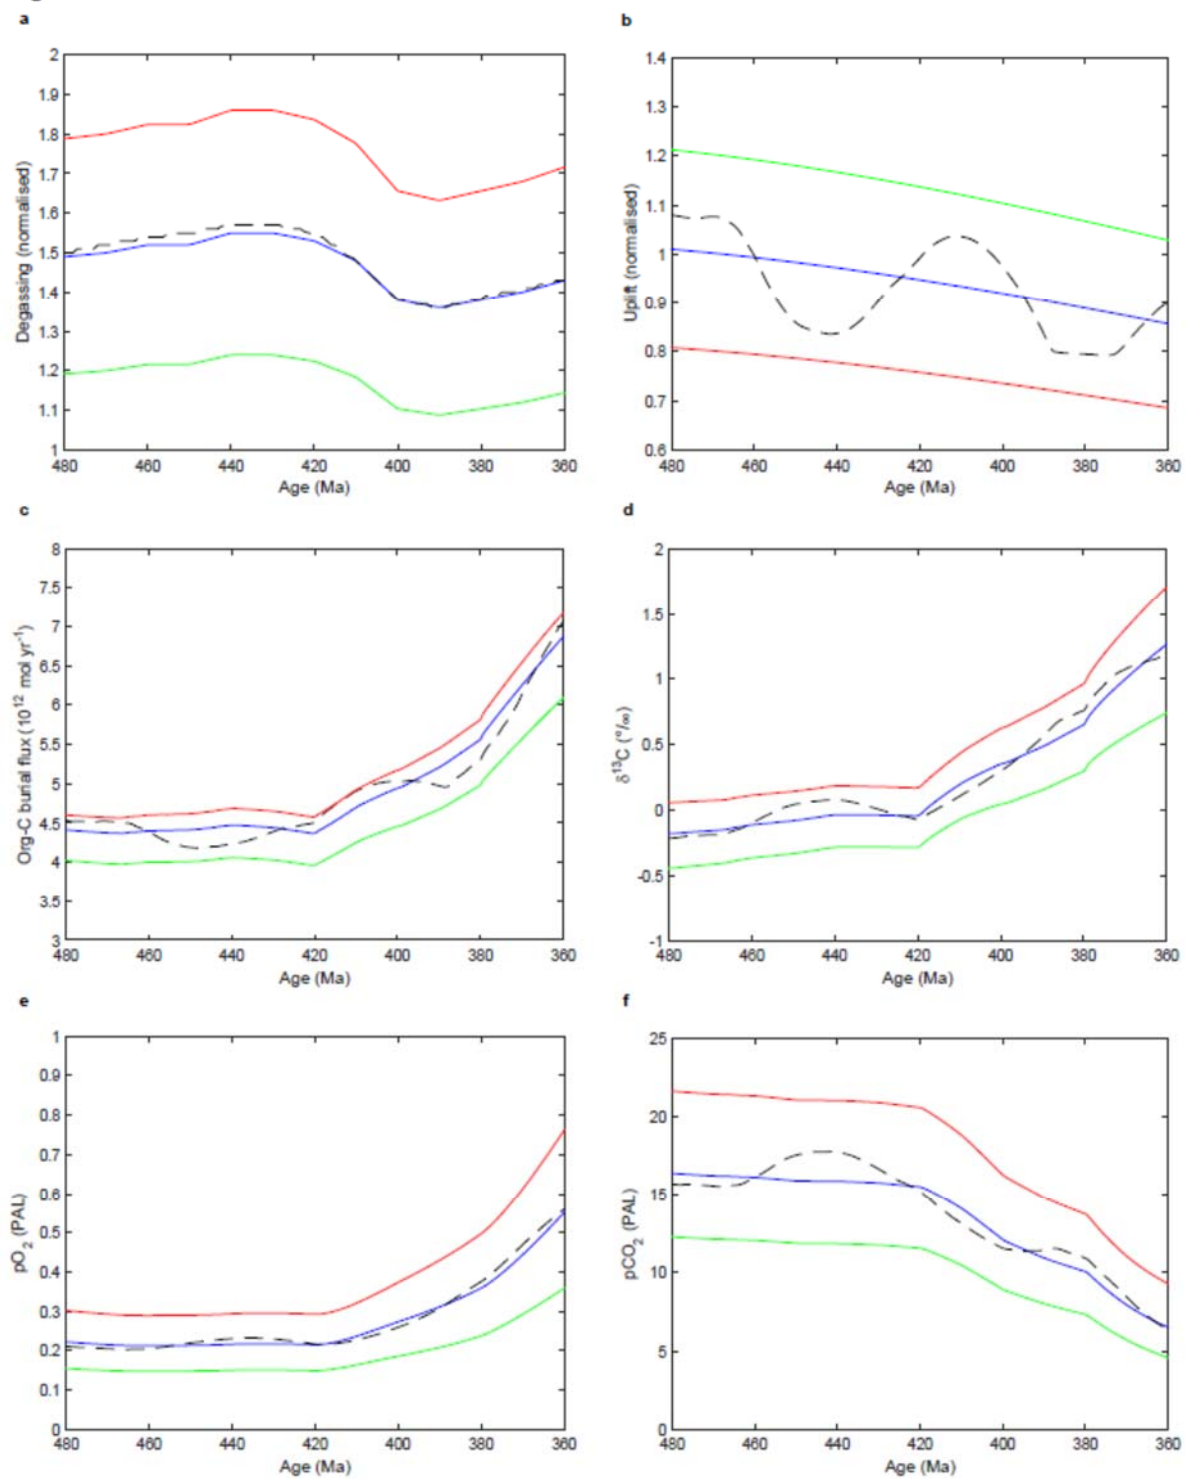 a
2
1.9
1.8
1.7
1.6
1.5
1.4
1.3
1.2
1.1
1
480 460 440 420 400 380 360
Degassing (normalised)
Age (Ma)
b
1.4
1.3
1.2
1.1
1
0.9
0.8
0.7
0.6
480 460 440 420 400 380 360
Uplift (normalised)
Age (Ma)
c
8
7.5
7
6.5
6
5.5
5
4.5
4
3.5
3
480 460 440 420 400 380 360
Org-C burial flux (10¹² mol yr⁻¹)
Age (Ma)
d
2
1.5
1
0.5
0
-0.5
-1
480 460 440 420 400 380 360
δ¹³C (°/∞)
Age (Ma)
e
1
0.9
0.8
0.7
0.6
0.5
0.4
0.3
0.2
0.1
0
480 460 440 420 400 380 360
pO₂ (PAL)
Age (Ma)
f
25
20
15
10
5
0
480 460 440 420 400 380 360
pCO₂ (PAL)
Age (Ma)